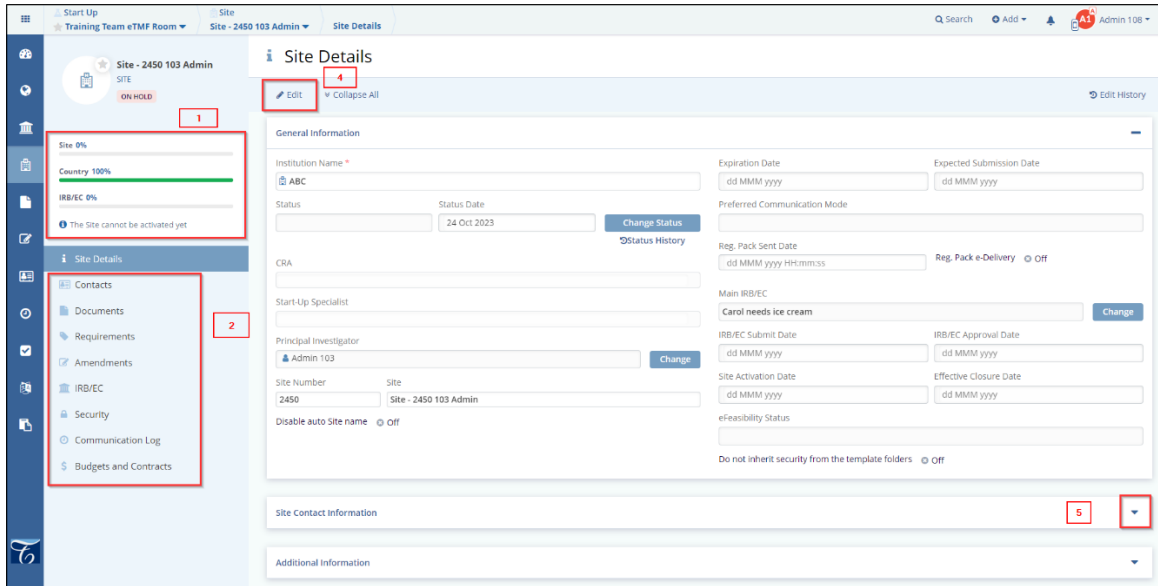 Start Up
Training Team eTMF Room
Site
Site - 2450 103 Admin
Site Details
Search
Add
A1
Admin 108
Site - 2450 103 Admin
SITE
ON HOLD
1
Site 0%
Country 100%
IRB/EC 0%
The Site cannot be activated yet
Site Details
Contacts
Documents
Requirements
Amendments
IRB/EC
Security
Communication Log
Budgets and Contracts
2
Site Details
4
Edit
Collapse All
Edit History
General Information
Institution Name *
ABC
Status
Status Date
24 Oct 2023
Change Status
Status History
CRA
Start-Up Specialist
Principal Investigator
Admin 103
Change
Site Number
Site
2450
Site - 2450 103 Admin
Disable auto Site name
Off
Expiration Date
Expected Submission Date
dd MMM yyyy
dd MMM yyyy
Preferred Communication Mode
Reg. Pack Sent Date
dd MMM yyyy HH:mm:ss
Reg. Pack e-Delivery
Off
Main IRB/EC
Carol needs ice cream
Change
IRB/EC Submit Date
IRB/EC Approval Date
dd MMM yyyy
dd MMM yyyy
Site Activation Date
Effective Closure Date
dd MMM yyyy
dd MMM yyyy
eFeasibility Status
Do not inherit security from the template folders
Off
Site Contact Information
5
Additional Information